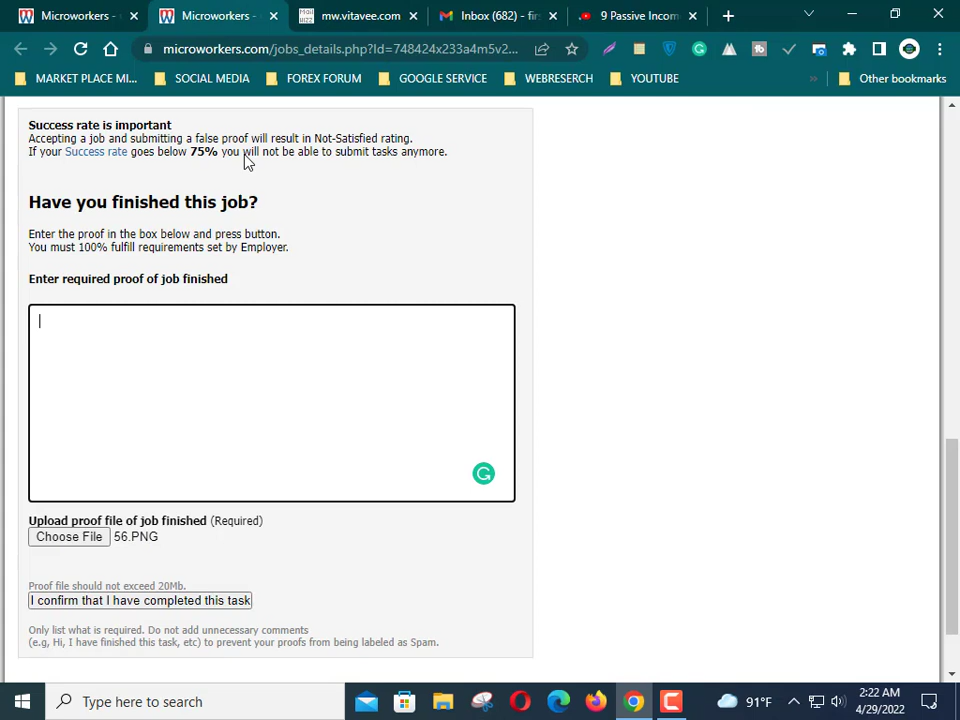 Microworkers -
Microworkers -
mw.vitavee.com
Inbox (682) - firs
9 Passive Incom
microworkers.com/jobs_details.php?Id=748424x233a4m5v2...
MARKET PLACE MI...
SOCIAL MEDIA
FOREX FORUM
GOOGLE SERVICE
WEBRESERCH
YOUTUBE
»
Other bookmarks
Success rate is important
Accepting a job and submitting a false proof will result in Not-Satisfied rating.
If your Success rate goes below 75% you will not be able to submit tasks anymore.
Have you finished this job?
Enter the proof in the box below and press button.
You must 100% fulfill requirements set by Employer.
Enter required proof of job finished
Upload proof file of job finished (Required)
Choose File 56.PNG
Proof file should not exceed 20Mb.
I confirm that I have completed this task
Only list what is required. Do not add unnecessary comments
(e.g, Hi, I have finished this task, etc) to prevent your proofs from being labeled as Spam.
Type here to search
91°F
2:22 AM
4/29/2022